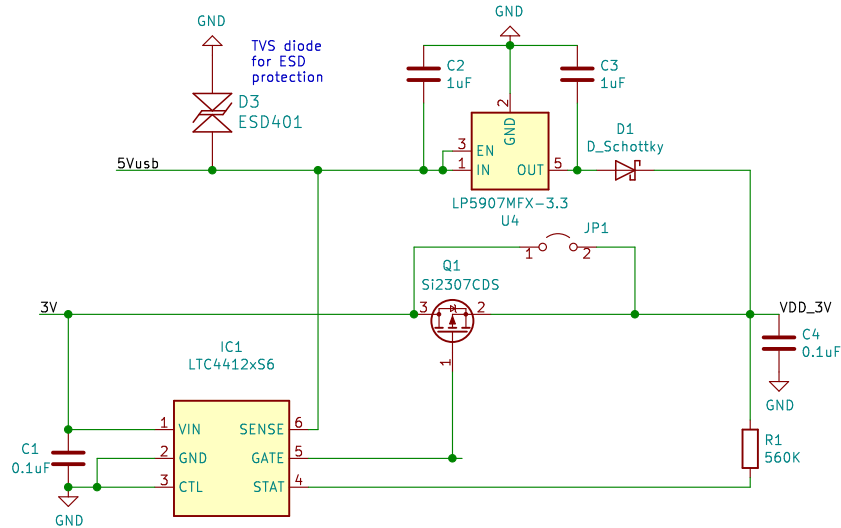 GND
GND
TVS diode
for ESD
protection
D3
ESD401
C2
1uF
C3
1uF
2
GND
D1
D_Schottky
3
EN
5Vusb
1
IN
OUT
5
LP5907MFX-3.3
U4
JP1
1
2
Q1
Si2307CDS
3V
3
2
VDD_3V
1
C4
0.1uF
GND
IC1
LTC4412xS6
1
VIN
SENSE
6
2
GND
GATE
5
3
CTL
STAT
4
C1
0.1uF
GND
R1
560K